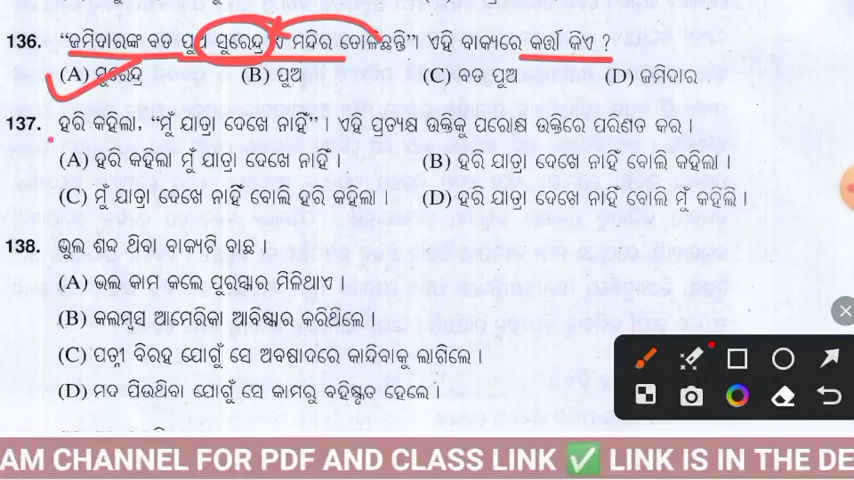 136. “ଜମିଦାରଙ୍କ ବଡ ପୁଅ ସୁରେନ୍ଦ୍ର ଏ ମନ୍ଦିର ତୋଳିଛନ୍ତି”। ଏହି ବାକ୍ୟରେ କର୍ତ୍ତା କିଏ ?
(A) ସୁରେନ୍ଦ୍ର (B) ପୁଅ (C) ବଡ ପୁଅ (D) ଜମିଦାର
137. ହରି କହିଲା, “ମୁଁ ଯାତ୍ରା ଦେଖେ ନାହିଁ” । ଏହି ପ୍ରତ୍ୟକ୍ଷ ଉକ୍ତିକୁ ପରୋକ୍ଷ ଉକ୍ତିରେ ପରିଣତ କର ।
(A) ହରି କହିଲା ମୁଁ ଯାତ୍ରା ଦେଖେ ନାହିଁ । (B) ହରି ଯାତ୍ରା ଦେଖେ ନାହିଁ ବୋଲି କହିଲା ।
(C) ମୁଁ ଯାତ୍ରା ଦେଖେ ନାହିଁ ବୋଲି ହରି କହିଲା । (D) ହରି ଯାତ୍ରା ଦେଖେ ନାହିଁ ବୋଲି ମୁଁ କହିଲି ।
138. ଭୁଲ ଶବ୍ଦ ଥିବା ବାକ୍ୟଟି ବାଛ ।
(A) ଭଲ କାମ କଲେ ପୁରସ୍କାର ମିଳିଥାଏ ।
(B) କଲମ୍ବସ ଆମେରିକା ଆବିଷ୍କାର କରିଥିଲେ ।
(C) ପତ୍ନୀ ବିରହ ଯୋଗୁଁ ସେ ଅବଷାଦରେ କାନ୍ଦିବାକୁ ଲାଗିଲେ ।
(D) ମଦ ପିଉଥିବା ଯୋଗୁଁ ସେ କାମରୁ ବହିଷ୍କୃତ ହେଲେ ।
AM CHANNEL FOR PDF AND CLASS LINK ✅ LINK IS IN THE DE